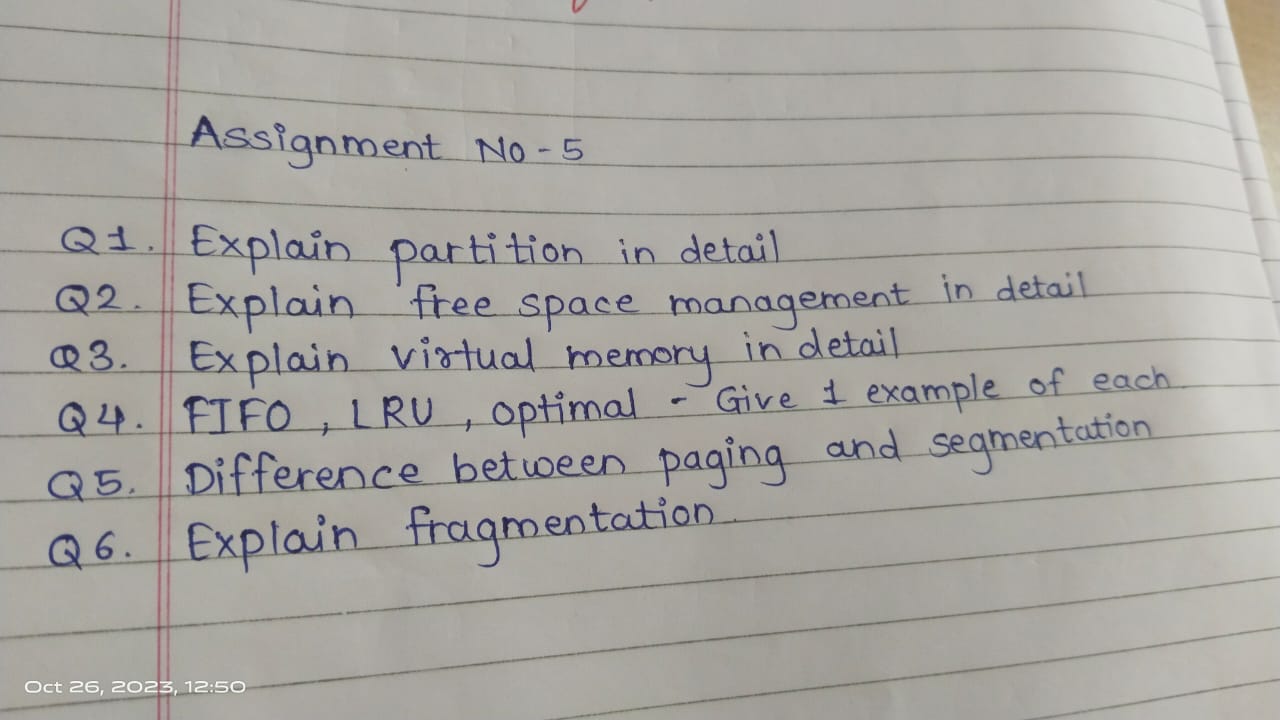 Assignment No - 5
Q1. Explain partition in detail
Q2. Explain free space management in detail
Q3. Explain virtual memory in detail
Q4. FIFO, LRU, optimal - Give 1 example of each
Q5. Difference between paging and segmentation
Q6. Explain fragmentation.
Oct 26, 2023, 12:50